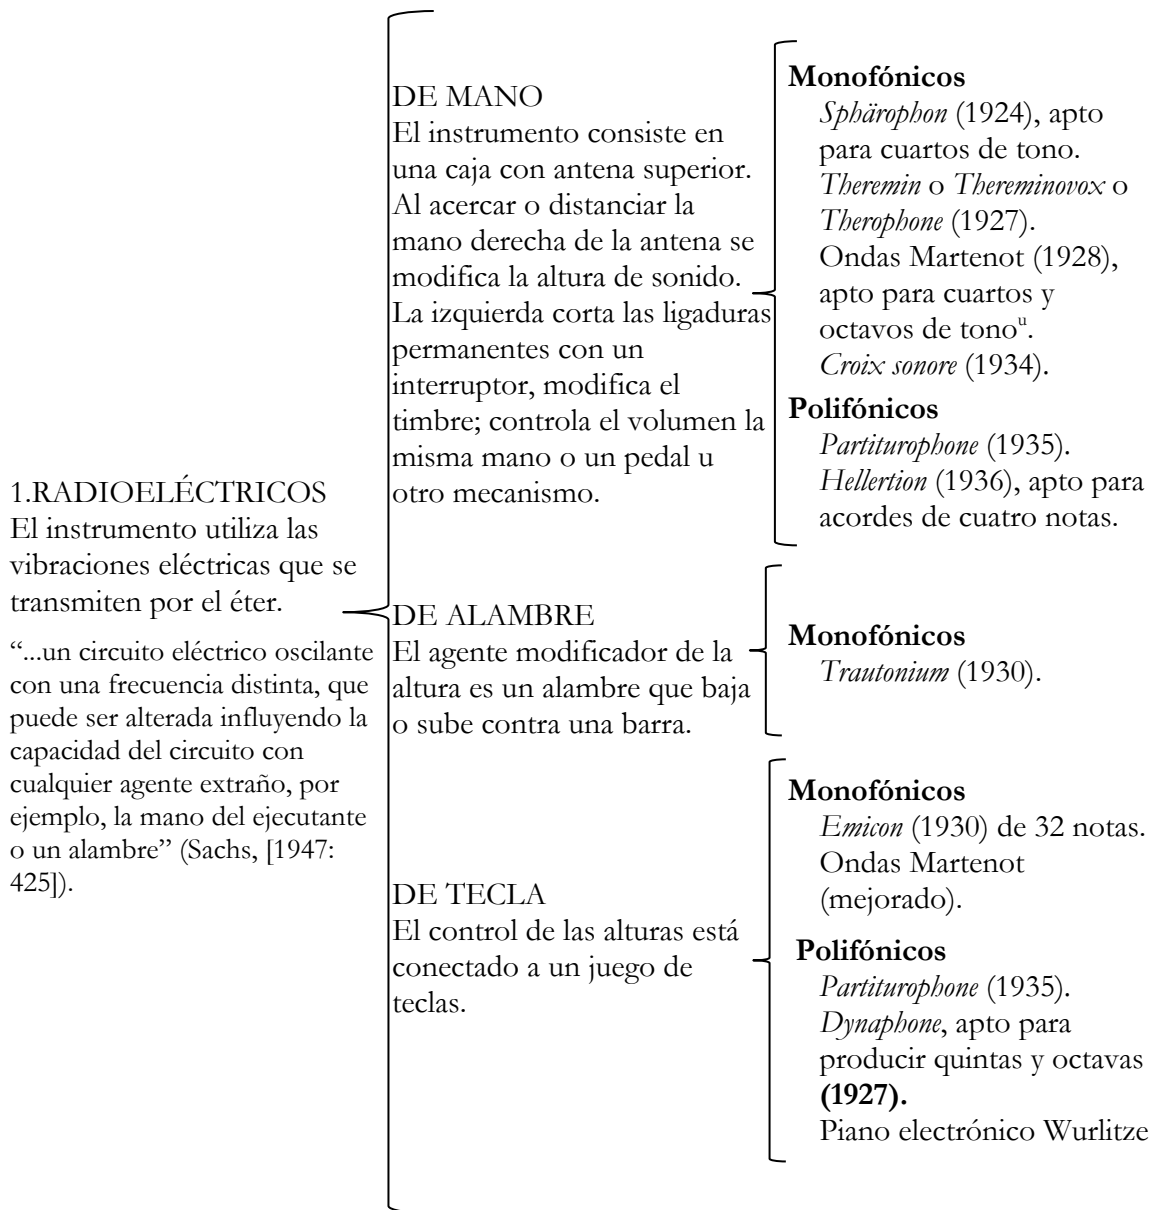 1.RADIOELÉCTRICOS
El instrumento utiliza las
vibraciones eléctricas que se
transmiten por el éter.
“...un circuito eléctrico oscilante
con una frecuencia distinta, que
puede ser alterada influyendo la
capacidad del circuito con
cualquier agente extraño, por
ejemplo, la mano del ejecutante
o un alambre” (Sachs, [1947:
425]).
DE MANO
El instrumento consiste en
una caja con antena superior.
Al acercar o distanciar la
mano derecha de la antena se
modifica la altura de sonido.
La izquierda corta las ligaduras
permanentes con un
interruptor, modifica el
timbre; controla el volumen la
misma mano o un pedal u
otro mecanismo.
Monofónicos
Sphärophon (1924), apto
para cuartos de tono.
Theremin o Thereminovox o
Therophone (1927).
Ondas Martenot (1928),
apto para cuartos y
octavos de tonoᵘ.
Croix sonore (1934).
Polifónicos
Partiturophone (1935).
Hellertion (1936), apto para
acordes de cuatro notas.
DE ALAMBRE
El agente modificador de la
altura es un alambre que baja
o sube contra una barra.
Monofónicos
Trautonium (1930).
DE TECLA
El control de las alturas está
conectado a un juego de
teclas.
Monofónicos
Emicon (1930) de 32 notas.
Ondas Martenot
(mejorado).
Polifónicos
Partiturophone (1935).
Dynaphone, apto para
producir quintas y octavas
(1927).
Piano electrónico Wurlitze